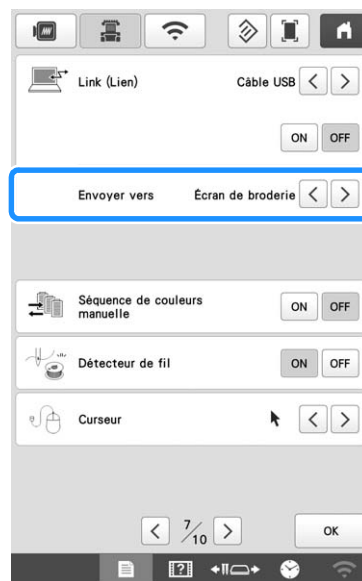 Link (Lien) Câble USB < >
ON OFF
Envoyer vers Écran de broderie < >
Séquence de couleurs
manuelle ON OFF
Détecteur de fil ON OFF
Curseur < >
< 7/10 > OK